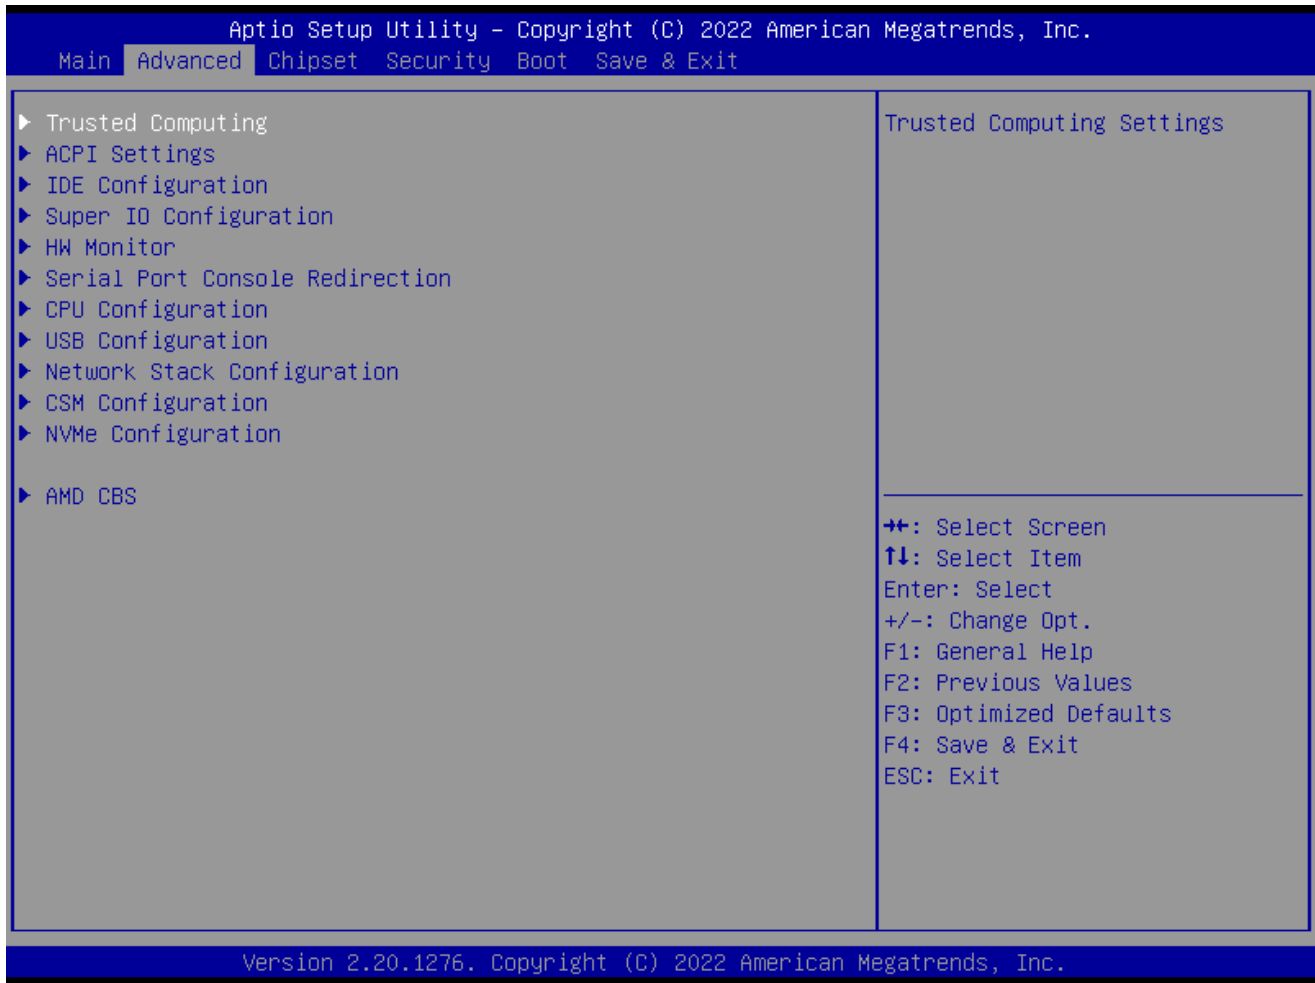 Aptio Setup Utility – Copyright (C) 2022 American Megatrends, Inc.
Main Advanced Chipset Security Boot Save & Exit
Trusted Computing
ACPI Settings
IDE Configuration
Super IO Configuration
HW Monitor
Serial Port Console Redirection
CPU Configuration
USB Configuration
Network Stack Configuration
CSM Configuration
NVMe Configuration
AMD CBS
Trusted Computing Settings
→←: Select Screen
↑↓: Select Item
Enter: Select
+/-: Change Opt.
F1: General Help
F2: Previous Values
F3: Optimized Defaults
F4: Save & Exit
ESC: Exit
Version 2.20.1276. Copyright (C) 2022 American Megatrends, Inc.